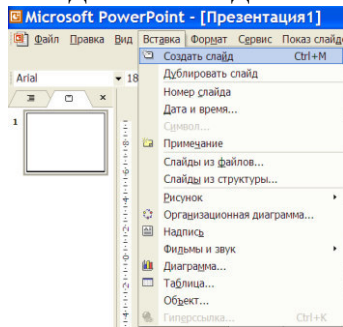 Microsoft PowerPoint - [Презентация1]
Файл Правка Вид Вставка Формат Сервис Показ слайдо
Создать слайд Ctrl+M
Arial 18
Дублировать слайд
Номер слайда
Дата и время...
1
Символ...
Примечание
Слайды из файлов...
Слайды из структуры...
Рисунок
Организационная диаграмма...
Надпись
Фильмы и звук
Диаграмма...
Таблица...
Объект...
Гиперссылка... Ctrl+K